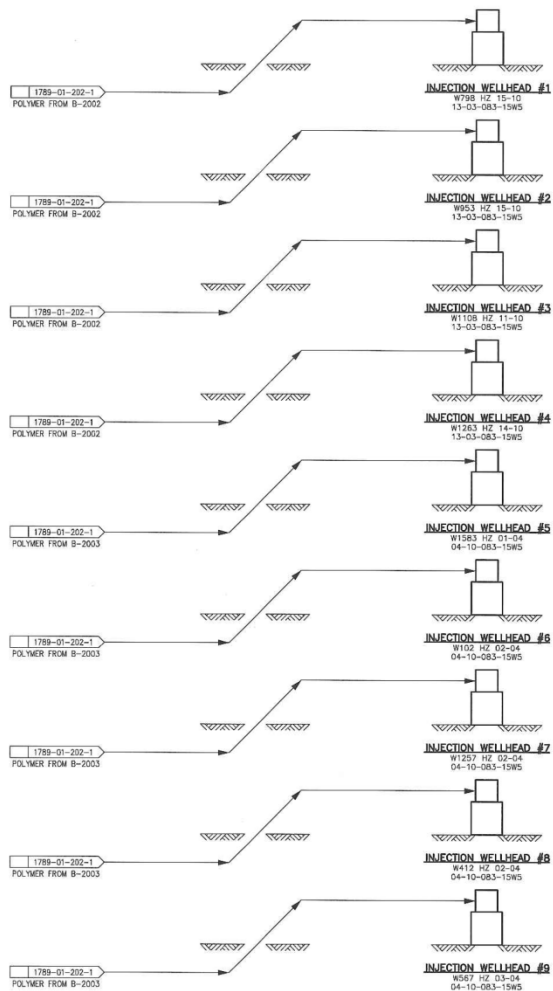 1789-01-202-1
POLYMER FROM B-2002
INJECTION WELLHEAD #1
W798 HZ 15-10
13-03-083-15W5
1789-01-202-1
POLYMER FROM B-2002
INJECTION WELLHEAD #2
W953 HZ 15-10
13-03-083-15W5
1789-01-202-1
POLYMER FROM B-2002
INJECTION WELLHEAD #3
W1108 HZ 11-10
13-03-083-15W5
1789-01-202-1
POLYMER FROM B-2002
INJECTION WELLHEAD #4
W1263 HZ 14-10
13-03-083-15W5
1789-01-202-1
POLYMER FROM B-2003
INJECTION WELLHEAD #5
W1583 HZ 01-04
04-10-083-15W5
1789-01-202-1
POLYMER FROM B-2003
INJECTION WELLHEAD #6
W102 HZ 02-04
04-10-083-15W5
1789-01-202-1
POLYMER FROM B-2003
INJECTION WELLHEAD #7
W1257 HZ 02-04
04-10-083-15W5
1789-01-202-1
POLYMER FROM B-2003
INJECTION WELLHEAD #8
W412 HZ 02-04
04-10-083-15W5
1789-01-202-1
POLYMER FROM B-2003
INJECTION WELLHEAD #9
W567 HZ 03-04
04-10-083-15W5